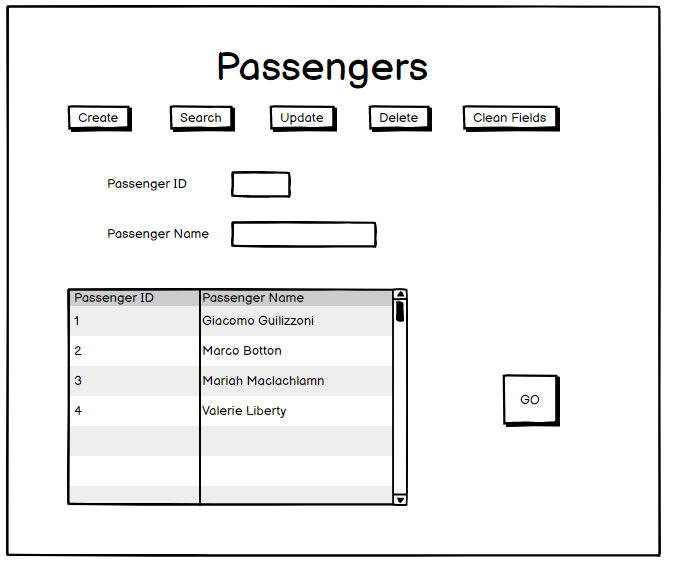 Passengers
Create Search Update Delete Clean Fields
Passenger ID
Passenger Name
Passenger ID Passenger Name
1 Giacomo Guilizzoni
2 Marco Botton
3 Mariah Maclachlamn
4 Valerie Liberty
GO